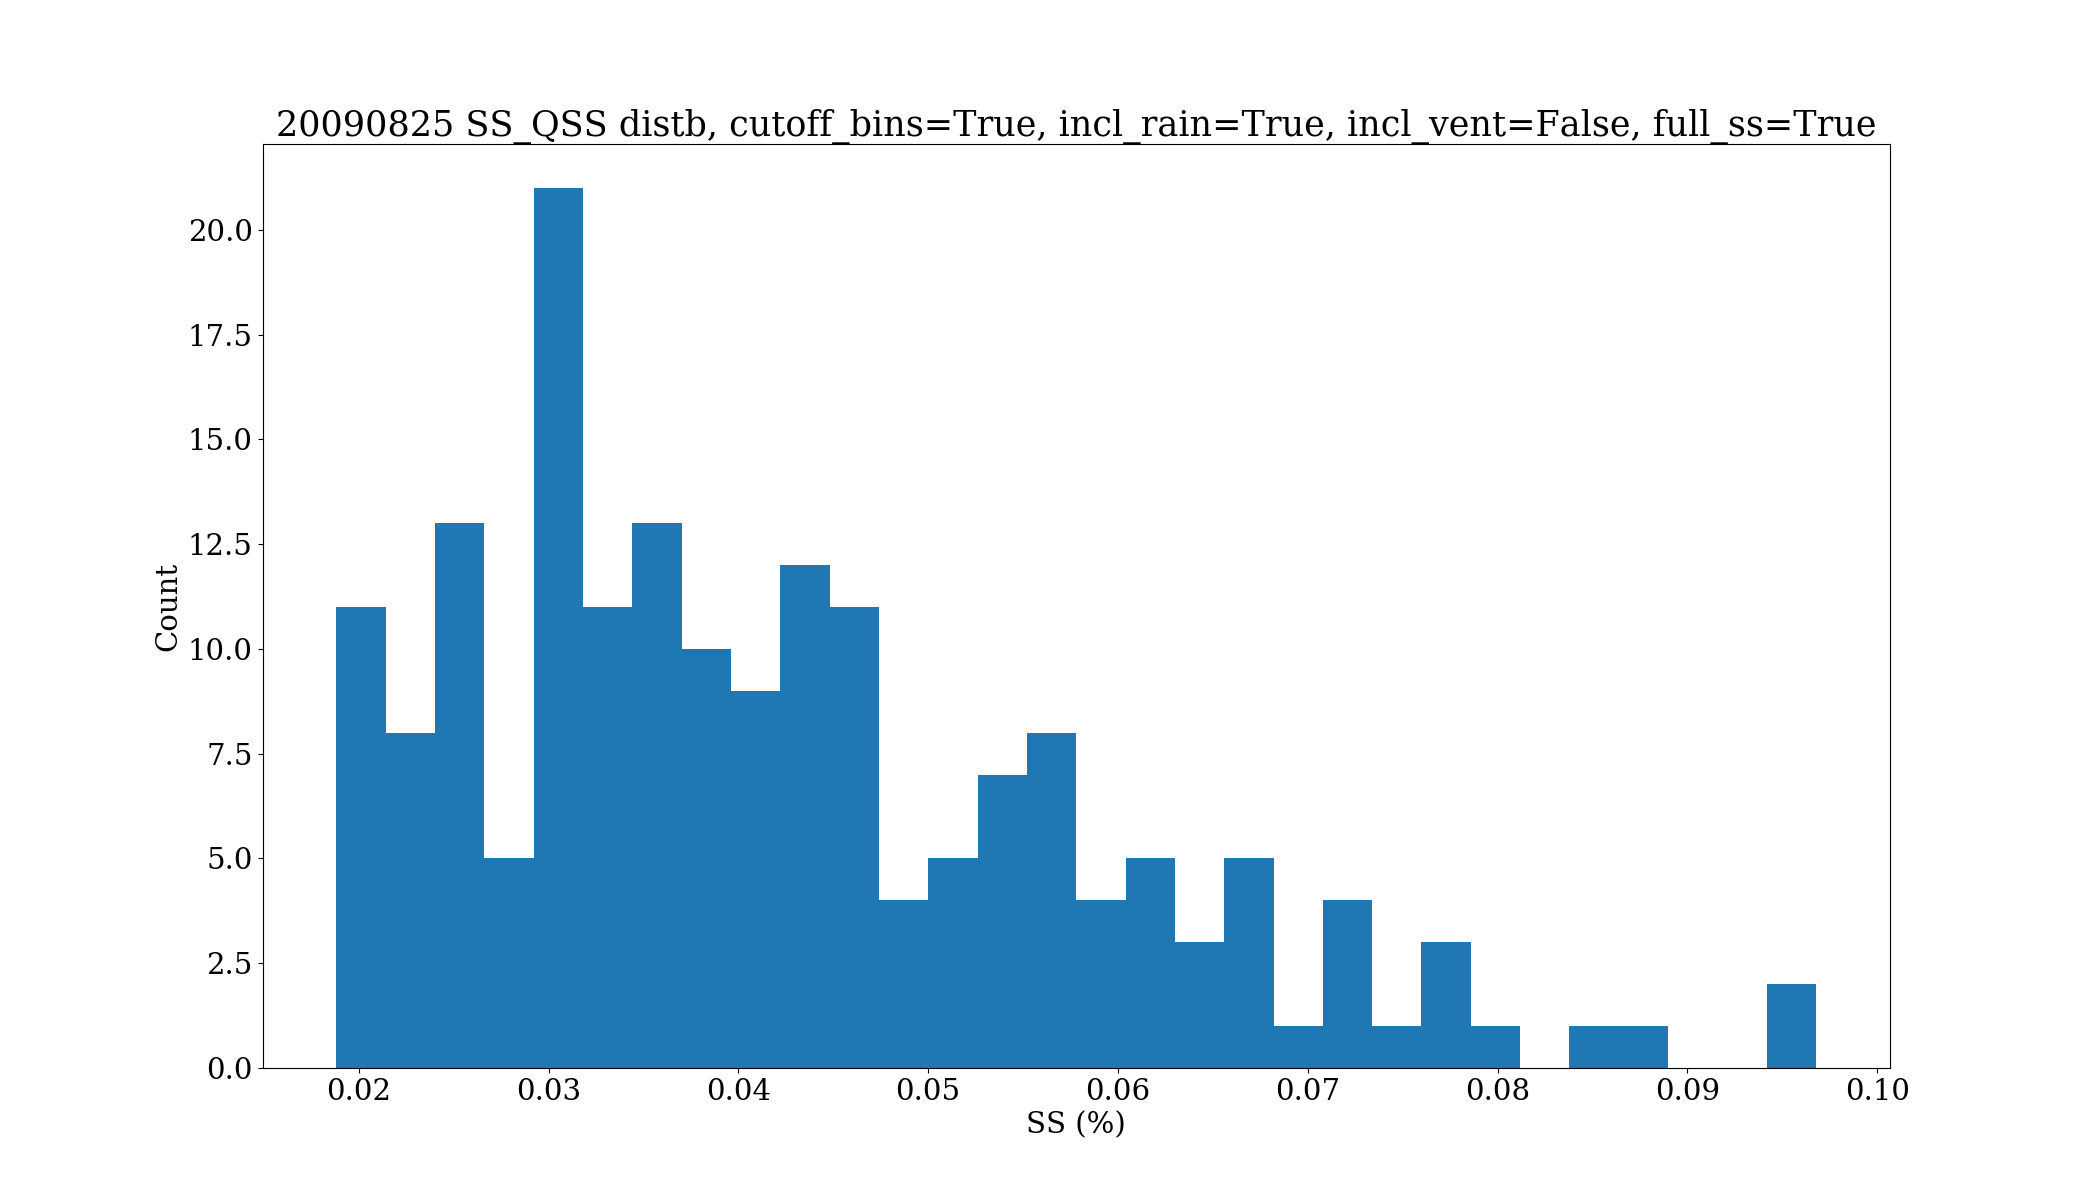 20090825 SS_QSS distb, cutoff_bins=True, incl_rain=True, incl_vent=False, full_ss=True
20.0
17.5
15.0
12.5
10.0
7.5
5.0
2.5
0.0
Count
0.02 0.03 0.04 0.05 0.06 0.07 0.08 0.09 0.10
SS (%)